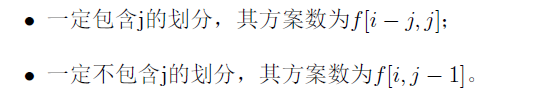 ● 一定包含j的划分，其方案数为f[i − j, j]；
● 一定不包含j的划分，其方案数为f[i, j − 1]。